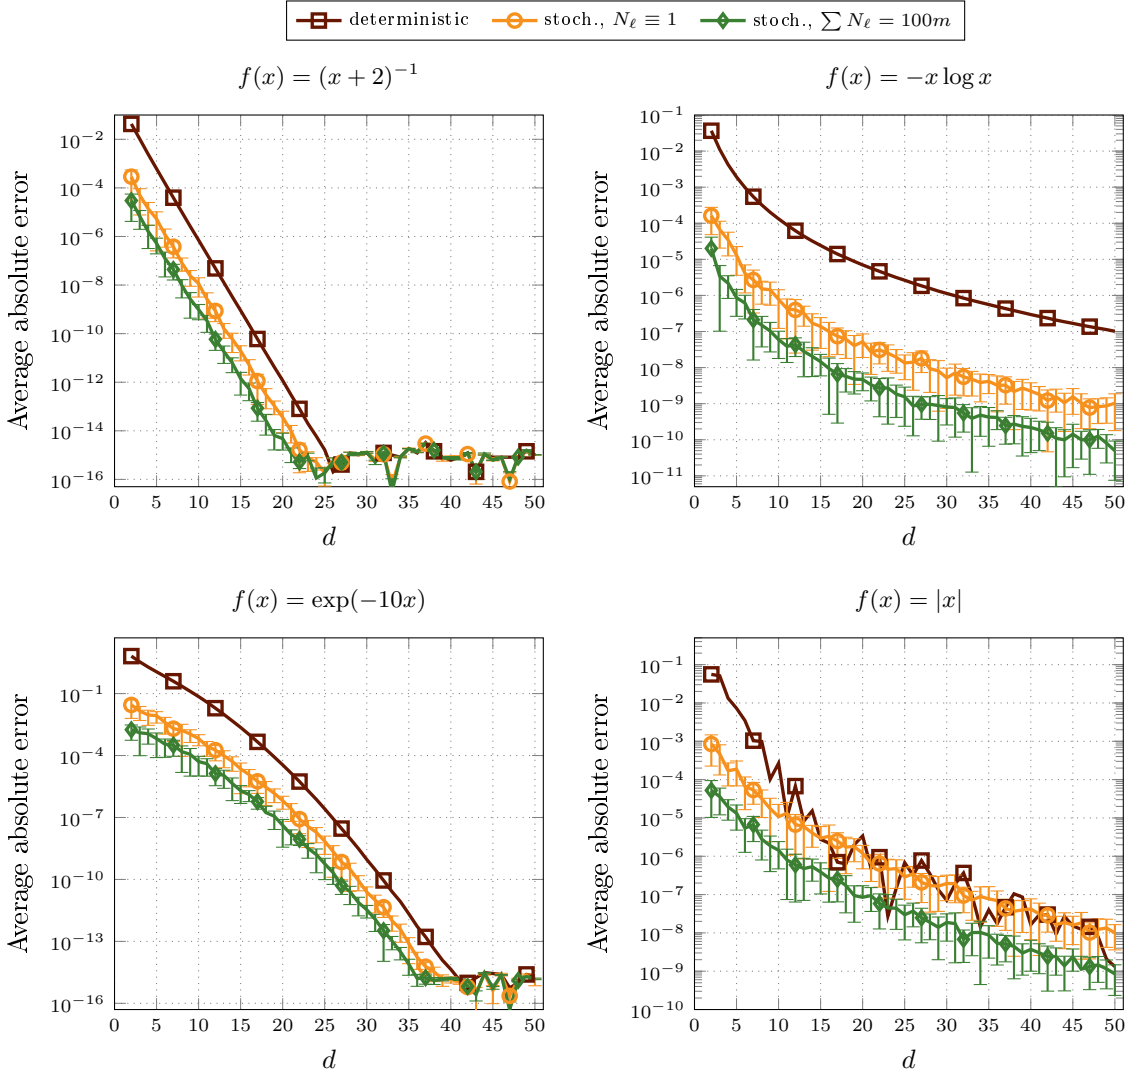 deterministic stoch., N_ℓ ≡ 1 stoch., ∑ N_ℓ = 100m
f(x) = (x + 2)^{−1}
Average absolute error
10^{−2}
10^{−4}
10^{−6}
10^{−8}
10^{−10}
10^{−12}
10^{−14}
10^{−16}
0 5 10 15 20 25 30 35 40 45 50
d
f(x) = −x log x
Average absolute error
10^{−1}
10^{−2}
10^{−3}
10^{−4}
10^{−5}
10^{−6}
10^{−7}
10^{−8}
10^{−9}
10^{−10}
10^{−11}
0 5 10 15 20 25 30 35 40 45 50
d
f(x) = exp(−10x)
Average absolute error
10^{−1}
10^{−4}
10^{−7}
10^{−10}
10^{−13}
10^{−16}
0 5 10 15 20 25 30 35 40 45 50
d
f(x) = |x|
Average absolute error
10^{−1}
10^{−2}
10^{−3}
10^{−4}
10^{−5}
10^{−6}
10^{−7}
10^{−8}
10^{−9}
10^{−10}
0 5 10 15 20 25 30 35 40 45 50
d